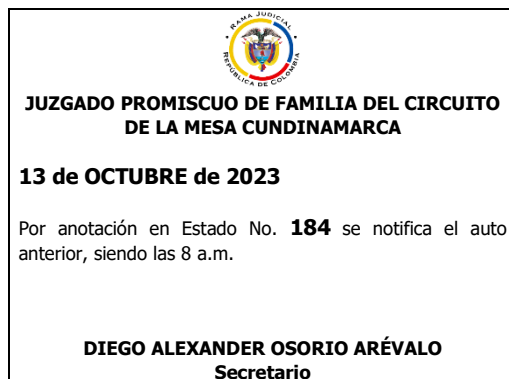 RAMA JUDICIAL
REPÚBLICA DE COLOMBIA
JUZGADO PROMISCUO DE FAMILIA DEL CIRCUITO
DE LA MESA CUNDINAMARCA
13 de OCTUBRE de 2023
Por anotación en Estado No. 184 se notifica el auto
anterior, siendo las 8 a.m.
DIEGO ALEXANDER OSORIO ARÉVALO
Secretario